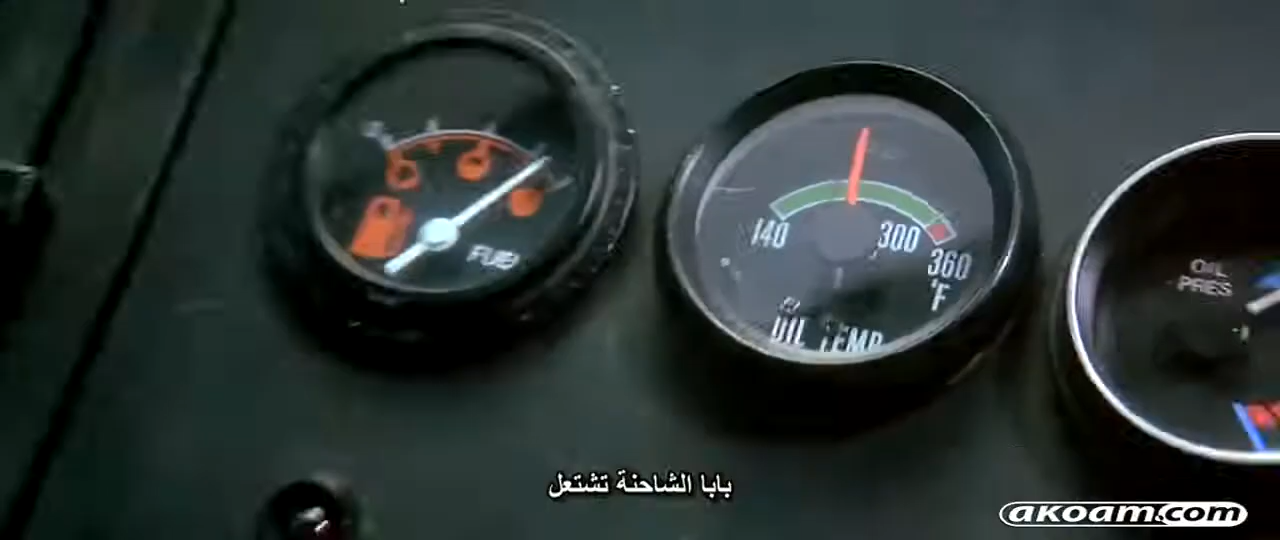 FUEL
140
300
360
°F
OIL TEMP
OIL
PRES
بابا الشاحنة تشتعل
akoam.com